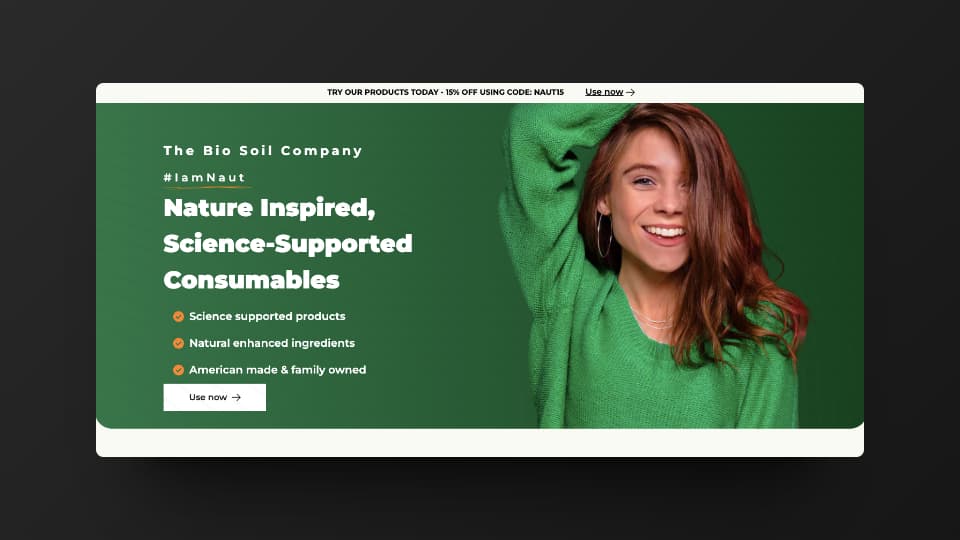 TRY OUR PRODUCTS TODAY - 15% OFF USING CODE: NAUT15 Use now →
The Bio Soil Company
#IamNaut
Nature Inspired,
Science-Supported
Consumables
Science supported products
Natural enhanced ingredients
American made & family owned
Use now →